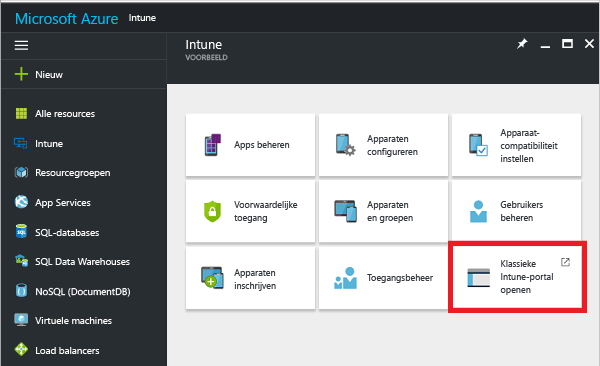 Microsoft Azure Intune
Intune
VOORBEELD
Nieuw
Alle resources
Intune
Resourcegroepen
App Services
SQL-databases
SQL Data Warehouses
NoSQL (DocumentDB)
Virtuele machines
Load balancers
Apps beheren
Apparaten
configureren
Apparaat-
compatibiliteit
instellen
Voorwaardelijke
toegang
Apparaten
en groepen
Gebruikers
beheren
Apparaten
inschrijven
Toegangsbeheer
Klassieke
Intune-portal
openen